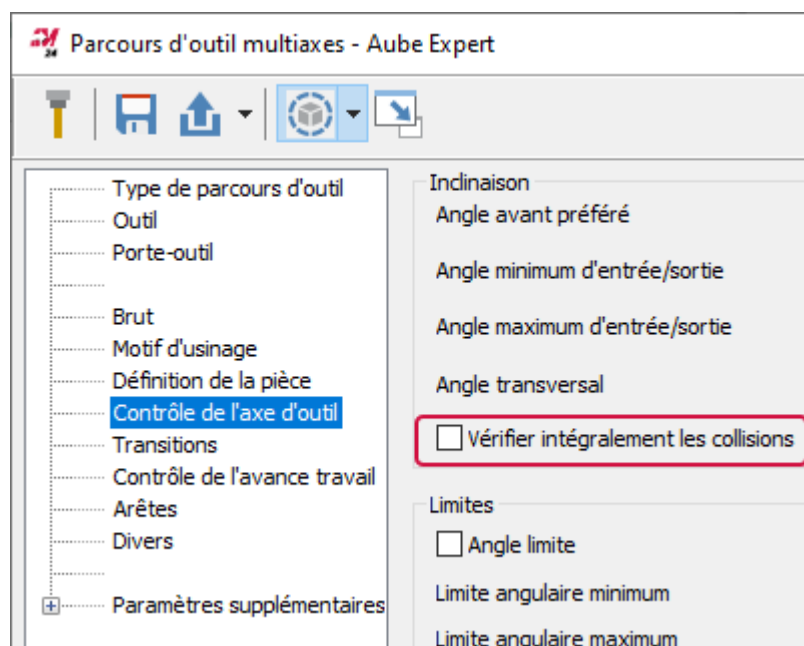 24
Parcours d'outil multiaxes - Aube Expert
Type de parcours d'outil
Outil
Porte-outil
Brut
Motif d'usinage
Définition de la pièce
Contrôle de l'axe d'outil
Transitions
Contrôle de l'avance travail
Arêtes
Divers
Paramètres supplémentaires
Inclinaison
Angle avant préféré
Angle minimum d'entrée/sortie
Angle maximum d'entrée/sortie
Angle transversal
Vérifier intégralement les collisions
Limites
Angle limite
Limite angulaire minimum
Limite angulaire maximum